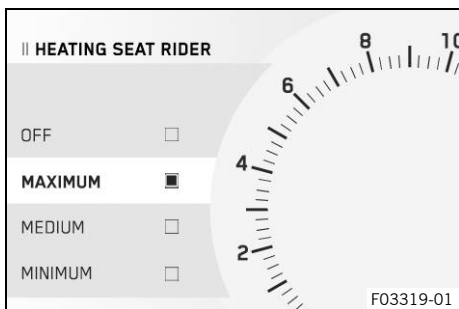 II HEATING SEAT RIDER
OFF
MAXIMUM
MEDIUM
MINIMUM
2
4
6
8
10
F03319-01